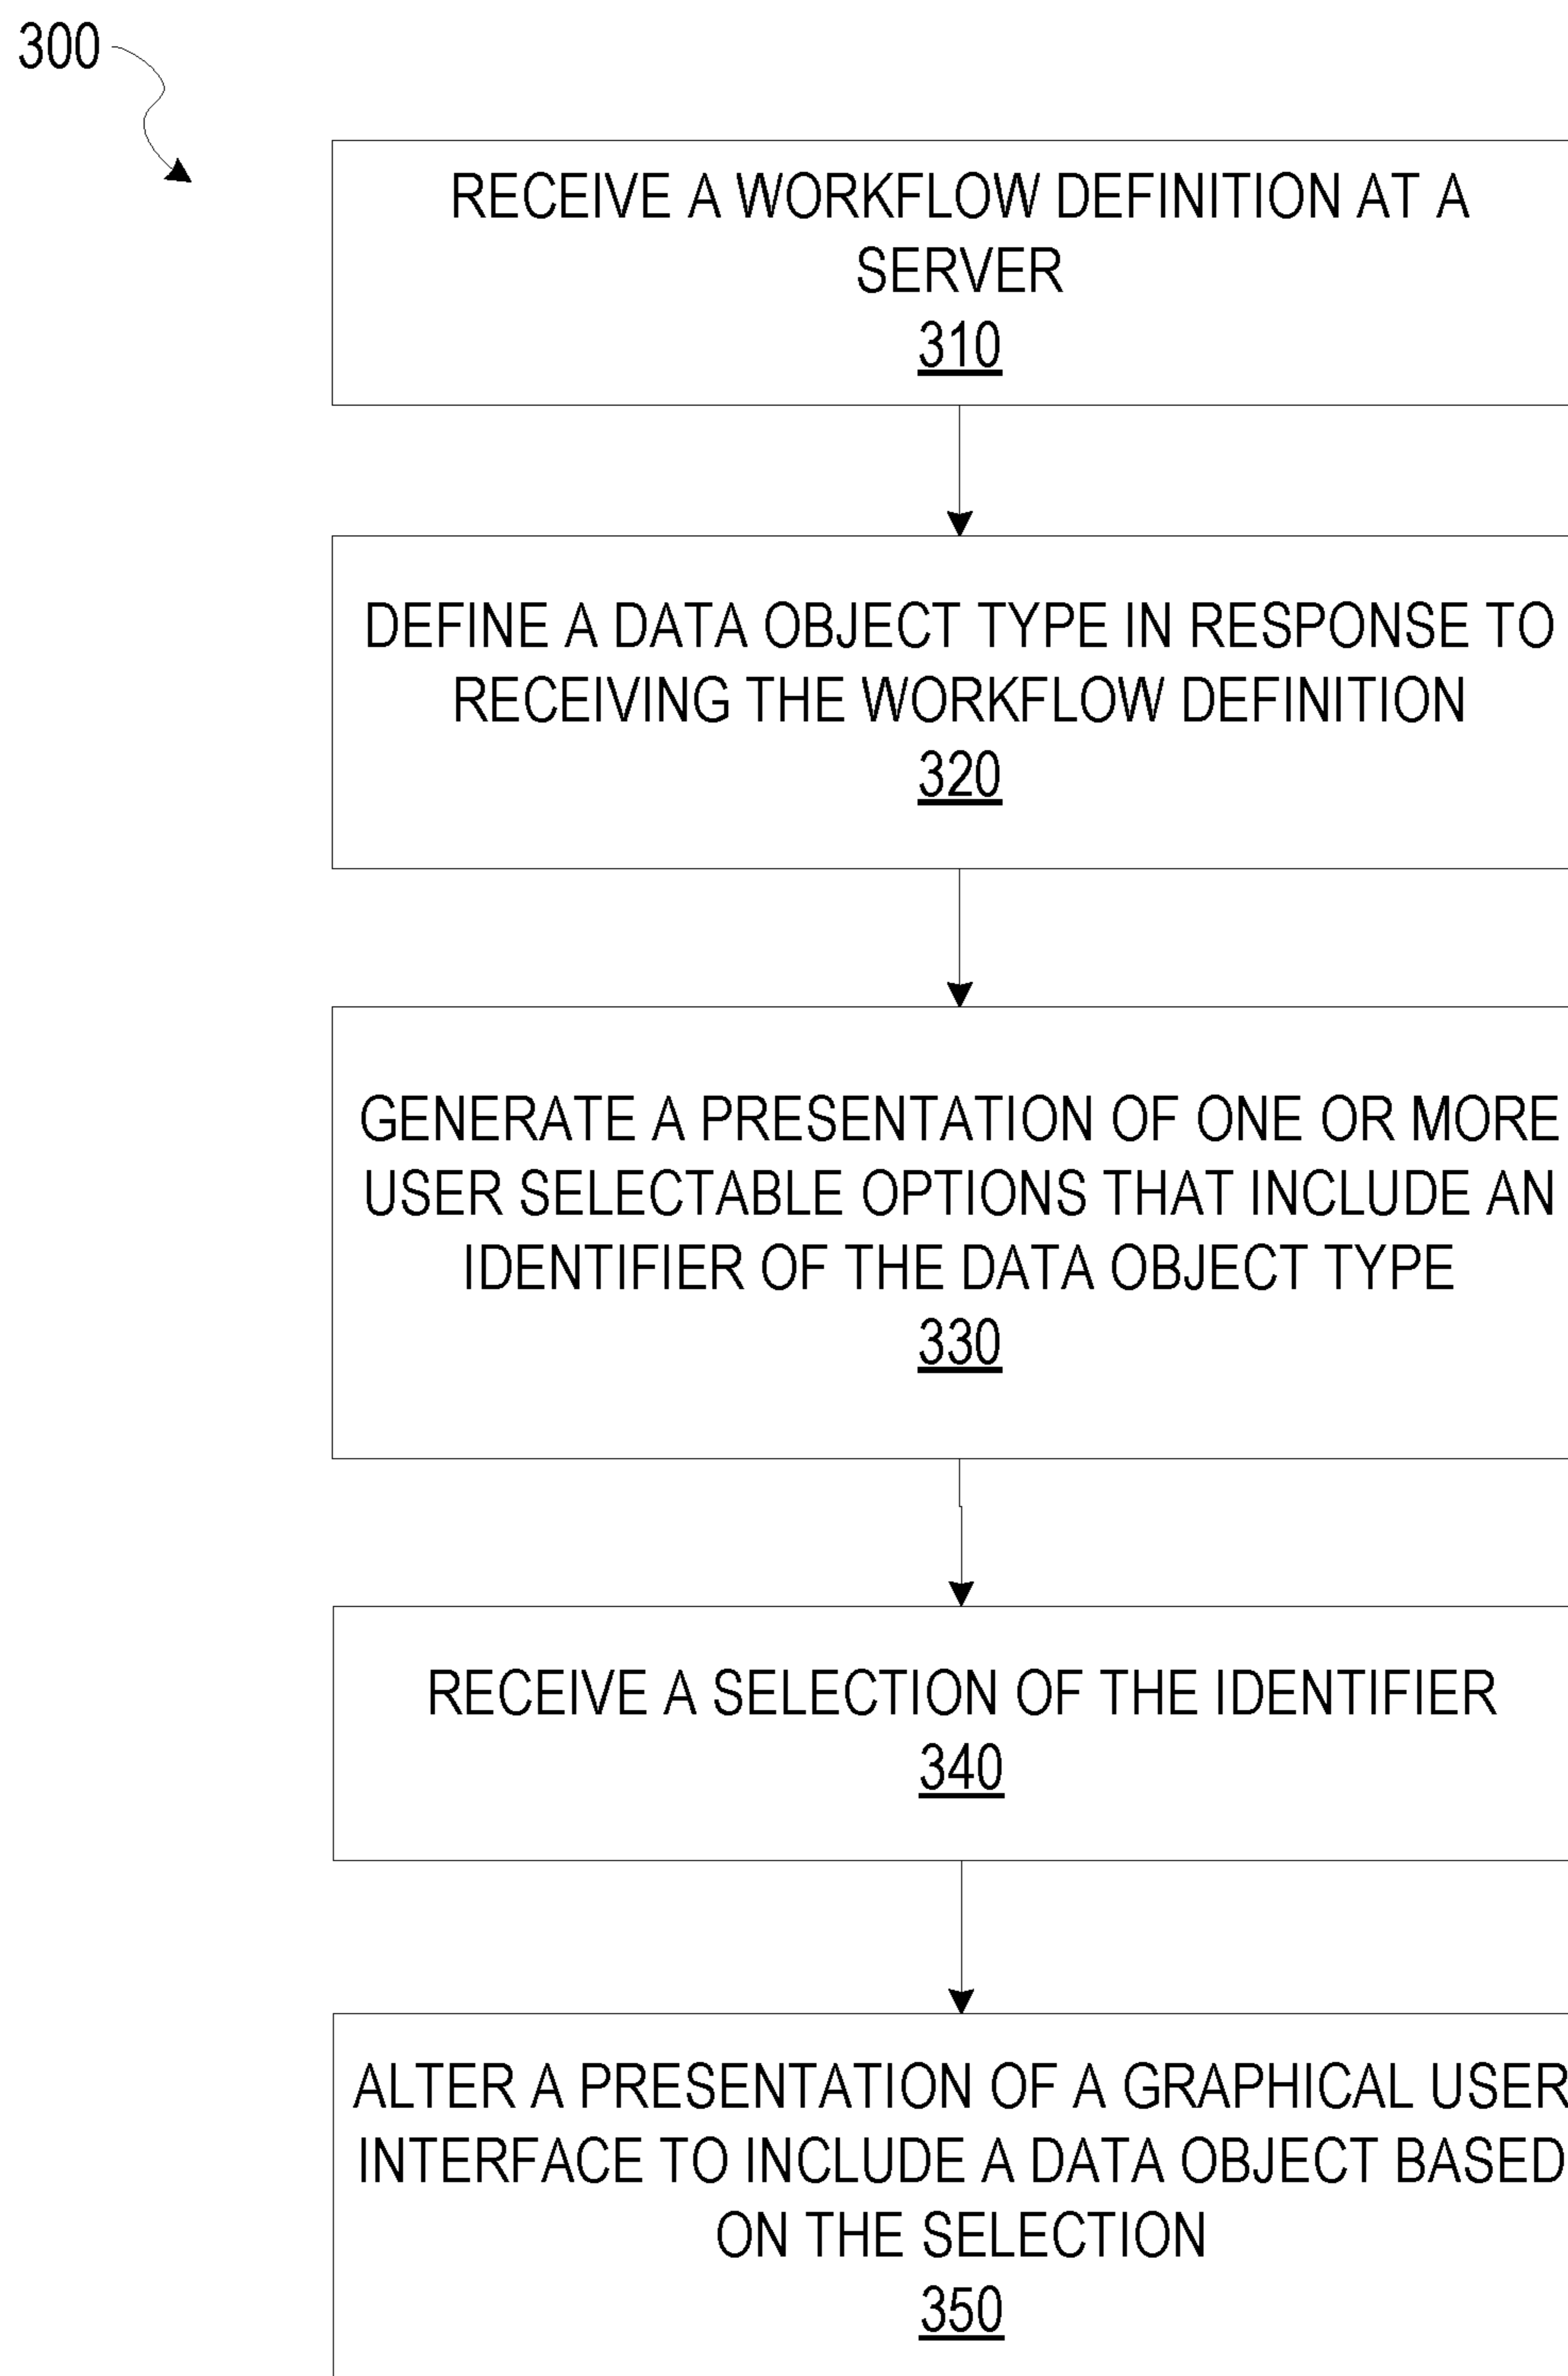 300
RECEIVE A WORKFLOW DEFINITION AT A
SERVER
310
DEFINE A DATA OBJECT TYPE IN RESPONSE TO
RECEIVING THE WORKFLOW DEFINITION
320
GENERATE A PRESENTATION OF ONE OR MORE
USER SELECTABLE OPTIONS THAT INCLUDE AN
IDENTIFIER OF THE DATA OBJECT TYPE
330
RECEIVE A SELECTION OF THE IDENTIFIER
340
ALTER A PRESENTATION OF A GRAPHICAL USER
INTERFACE TO INCLUDE A DATA OBJECT BASED
ON THE SELECTION
350